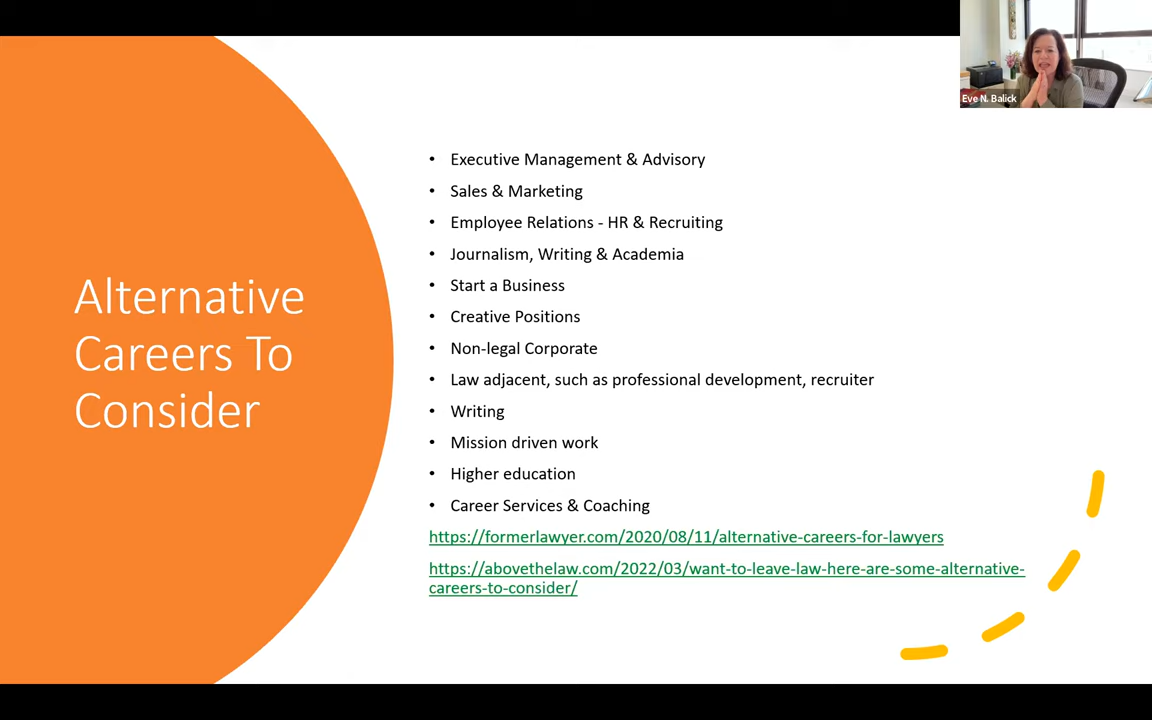 Eve N. Balick
Alternative
Careers To
Consider
• Executive Management & Advisory
• Sales & Marketing
• Employee Relations - HR & Recruiting
• Journalism, Writing & Academia
• Start a Business
• Creative Positions
• Non-legal Corporate
• Law adjacent, such as professional development, recruiter
• Writing
• Mission driven work
• Higher education
• Career Services & Coaching
https://formerlawyer.com/2020/08/11/alternative-careers-for-lawyers
https://abovethelaw.com/2022/03/want-to-leave-law-here-are-some-alternative-
careers-to-consider/